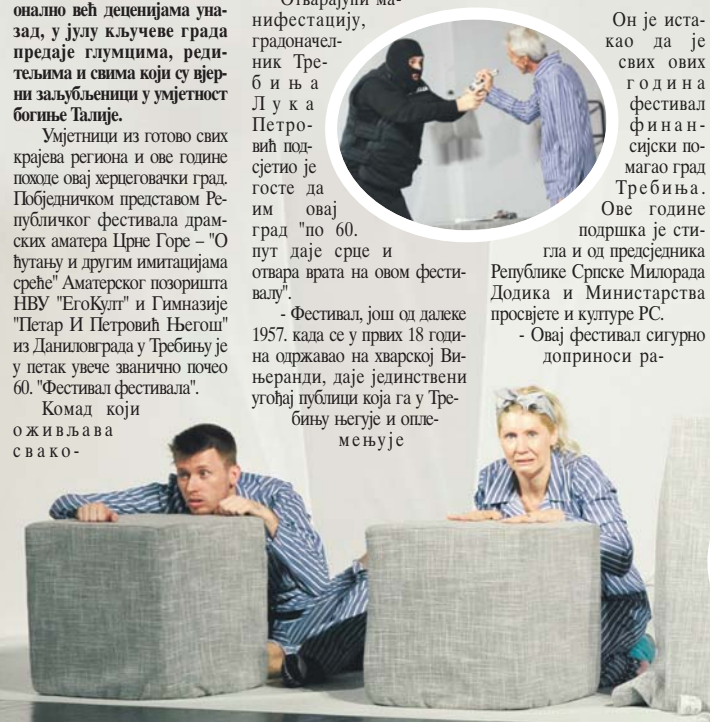 онално већ деценијама уна-
зад, у јулу кључеве града
предаје глумцима, реди-
тељима и свима који су вјер-
ни заљубљеници у умјетност
богиње Талије.
Умјетници из готово свих
крајева региона и ове године
походе овај херцеговачки град.
Побједничком представом Ре-
публичког фестивала драм-
ских аматера Црне Горе – "О
ћутању и другим имитацијама
среће" Аматерског позоришта
НВУ "ЕгоКулт" и Гимназије
"Петар И Петровић Његош"
из Даниловграда у Требињу је
у петак увече званично почео
60. "Фестивал фестивала".
Комад који
оживљава
свако-
Отварајући ма-
нифестацију,
градоначел-
ник Тре-
биња
Лука
Петро-
вић под-
сјетио је
госте да
им овај
град "по 60.
пут даје срце и
отвара врата на овом фести-
валу".
- Фестивал, још од далеке
1957. када се у првих 18 годи-
на одржавао на хварској Ви-
њеранди, даје јединствени
угођај публици која га у Тре-
бињу његује и опле-
мењује
Он је иста-
као да је
свих ових
година
фестивал
финан-
сијски по-
магао град
Требиња.
Ове године
подршка је сти-
гла и од предсједника
Републике Српске Милорада
Додика и Министарства
просвјете и културе РС.
- Овај фестивал сигурно
доприноси ра-